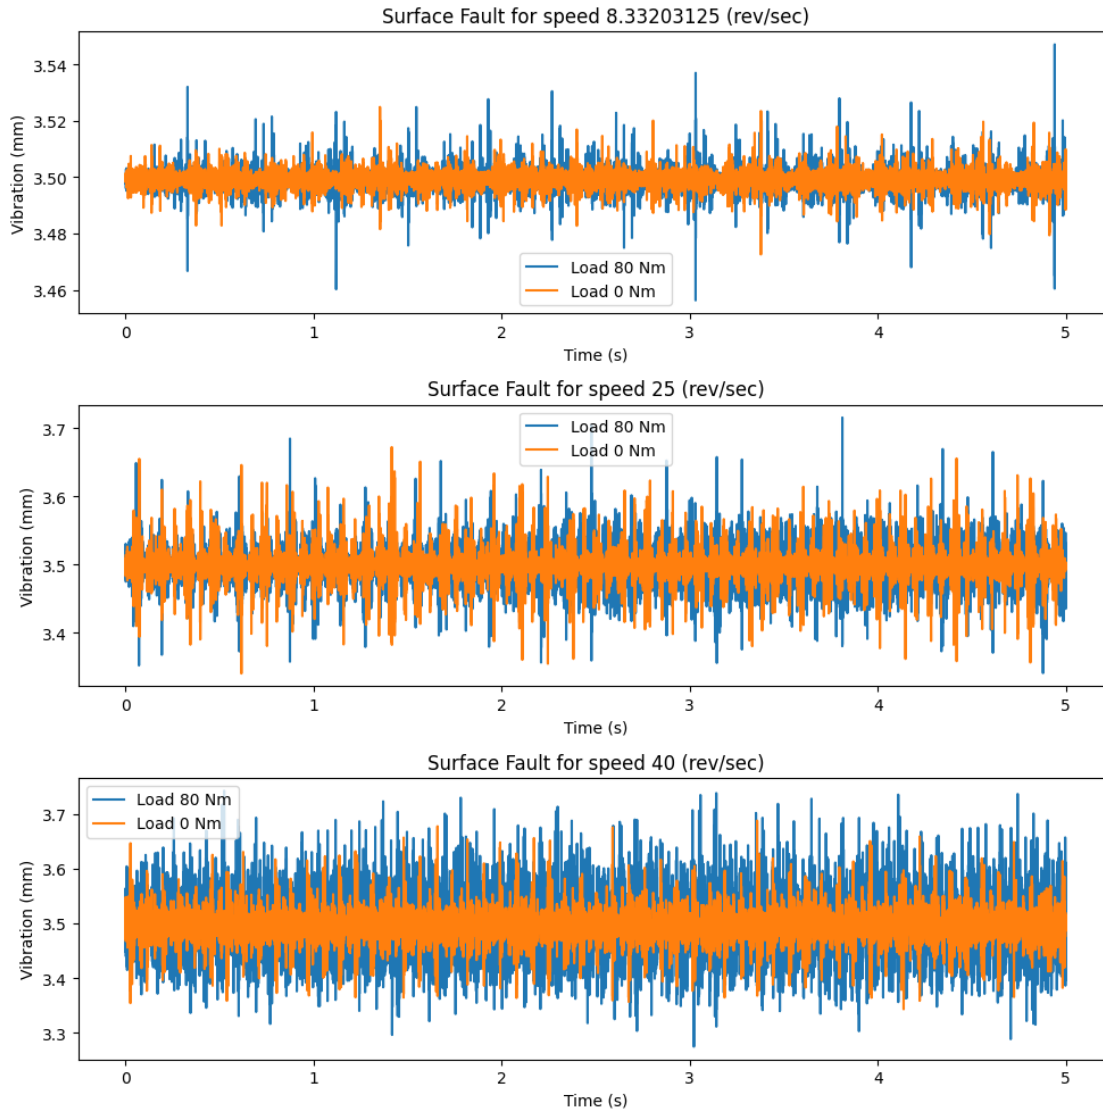 Surface Fault for speed 8.33203125 (rev/sec)
3.54
3.52
3.50
3.48
3.46
Vibration (mm)
Load 80 Nm
Load 0 Nm
0 1 2 3 4 5
Time (s)
Surface Fault for speed 25 (rev/sec)
3.7
3.6
3.5
3.4
Vibration (mm)
Load 80 Nm
Load 0 Nm
0 1 2 3 4 5
Time (s)
Surface Fault for speed 40 (rev/sec)
3.7
3.6
3.5
3.4
3.3
Vibration (mm)
Load 80 Nm
Load 0 Nm
0 1 2 3 4 5
Time (s)